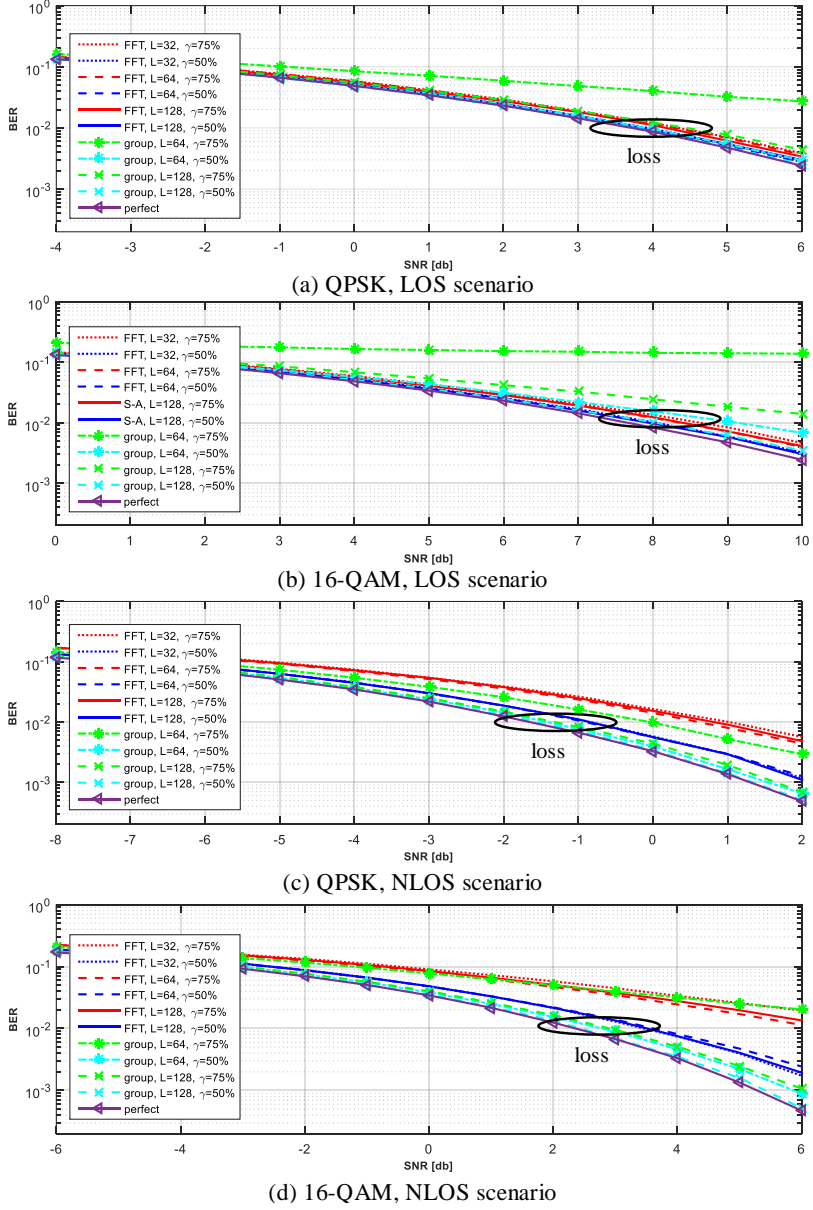 10^0
10^-1
10^-2
10^-3
BER
FFT, L=32, γ=75%
FFT, L=32, γ=50%
FFT, L=64, γ=75%
FFT, L=64, γ=50%
FFT, L=128, γ=75%
FFT, L=128, γ=50%
group, L=64, γ=75%
group, L=64, γ=50%
group, L=128, γ=75%
group, L=128, γ=50%
perfect
loss
-4 -3 -2 -1 0 1 2 3 4 5 6
SNR [db]
(a) QPSK, LOS scenario
10^0
10^-1
10^-2
10^-3
BER
FFT, L=32, γ=75%
FFT, L=32, γ=50%
FFT, L=64, γ=75%
FFT, L=64, γ=50%
S-A, L=128, γ=75%
S-A, L=128, γ=50%
group, L=64, γ=75%
group, L=64, γ=50%
group, L=128, γ=75%
group, L=128, γ=50%
perfect
loss
0 1 2 3 4 5 6 7 8 9 10
SNR [db]
(b) 16-QAM, LOS scenario
10^0
10^-1
10^-2
10^-3
BER
FFT, L=32, γ=75%
FFT, L=32, γ=50%
FFT, L=64, γ=75%
FFT, L=64, γ=50%
FFT, L=128, γ=75%
FFT, L=128, γ=50%
group, L=64, γ=75%
group, L=64, γ=50%
group, L=128, γ=75%
group, L=128, γ=50%
perfect
loss
-8 -7 -6 -5 -4 -3 -2 -1 0 1 2
SNR [db]
(c) QPSK, NLOS scenario
10^0
10^-1
10^-2
10^-3
BER
FFT, L=32, γ=75%
FFT, L=32, γ=50%
FFT, L=64, γ=75%
FFT, L=64, γ=50%
FFT, L=128, γ=75%
FFT, L=128, γ=50%
group, L=64, γ=75%
group, L=64, γ=50%
group, L=128, γ=75%
group, L=128, γ=50%
perfect
loss
-6 -4 -2 0 2 4 6
SNR [db]
(d) 16-QAM, NLOS scenario